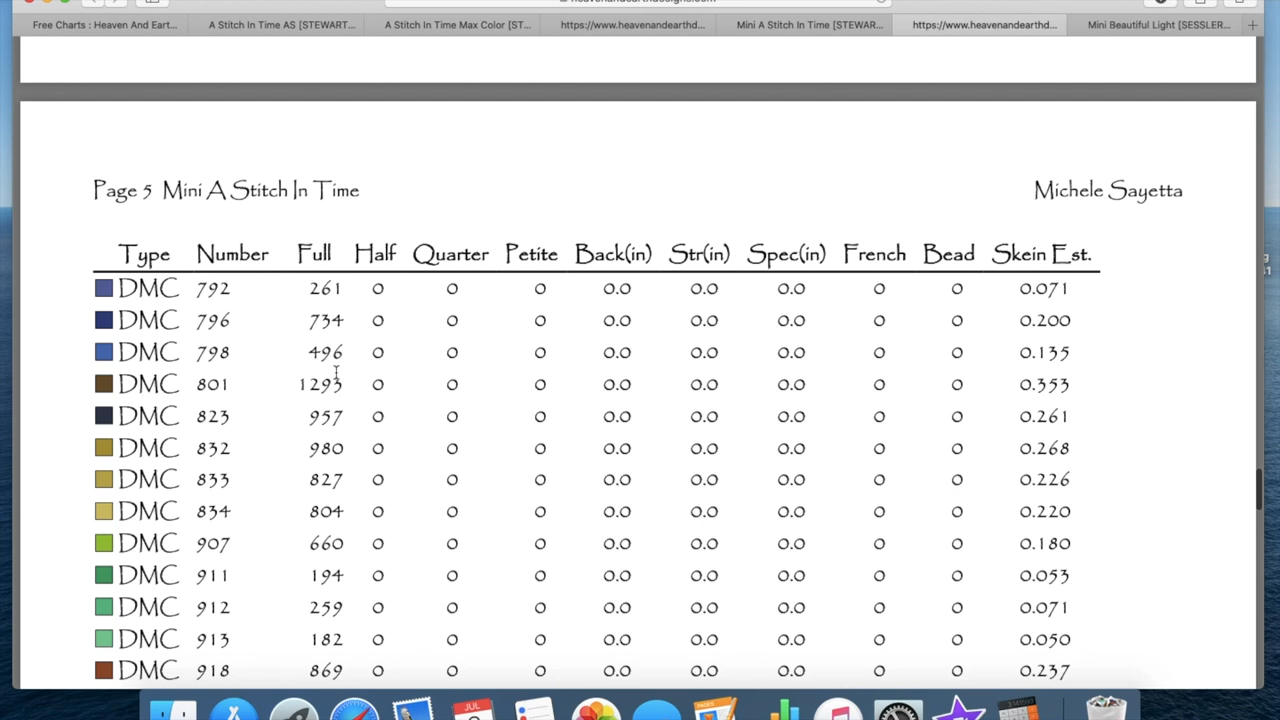 https://www.heavenandearthdesigns.com
Free Charts : Heaven And Eart... A Stitch In Time AS [STEWART... A Stitch In Time Max Color [ST... https://www.heavenandearthd... Mini A Stitch In Time [STEWAR... https://www.heavenandearthd... Mini Beautiful Light [SESSLER...
Page 5 Mini A Stitch In Time Michele Sayetta
Type Number Full Half Quarter Petite Back(in) Str(in) Spec(in) French Bead Skein Est.
DMC 792 261 0 0 0 0.0 0.0 0.0 0 0 0.071
DMC 796 734 0 0 0 0.0 0.0 0.0 0 0 0.200
DMC 798 496 0 0 0 0.0 0.0 0.0 0 0 0.135
DMC 801 1293 0 0 0 0.0 0.0 0.0 0 0 0.353
DMC 823 957 0 0 0 0.0 0.0 0.0 0 0 0.261
DMC 832 980 0 0 0 0.0 0.0 0.0 0 0 0.268
DMC 833 827 0 0 0 0.0 0.0 0.0 0 0 0.226
DMC 834 804 0 0 0 0.0 0.0 0.0 0 0 0.220
DMC 907 660 0 0 0 0.0 0.0 0.0 0 0 0.180
DMC 911 194 0 0 0 0.0 0.0 0.0 0 0 0.053
DMC 912 259 0 0 0 0.0 0.0 0.0 0 0 0.071
DMC 913 182 0 0 0 0.0 0.0 0.0 0 0 0.050
DMC 918 869 0 0 0 0.0 0.0 0.0 0 0 0.237
JUL
PAGES